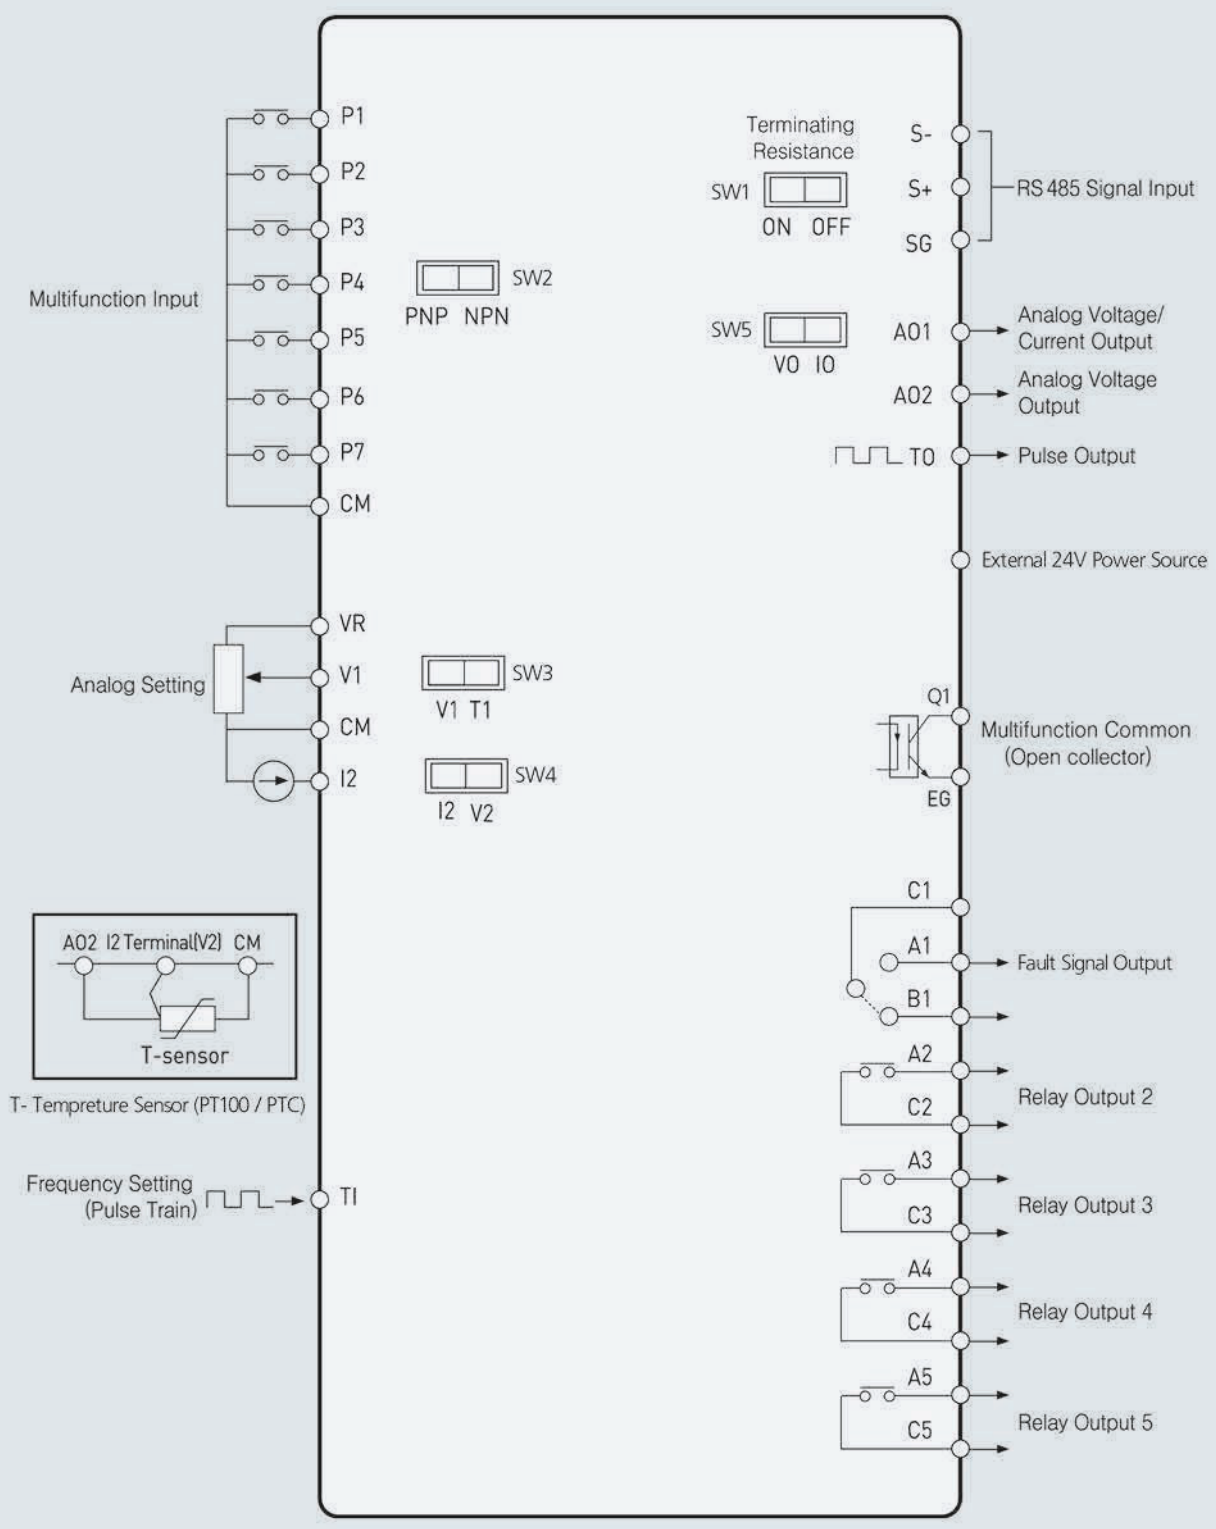 P1
P2
P3
P4
P5
P6
P7
CM
Multifunction Input
SW2
PNP NPN
Terminating
Resistance
SW1
ON OFF
S-
S+
SG
RS 485 Signal Input
SW5
VO IO
AO1
Analog Voltage/
Current Output
AO2
Analog Voltage
Output
TO
Pulse Output
External 24V Power Source
VR
V1
CM
I2
Analog Setting
SW3
V1 T1
SW4
I2 V2
Q1
EG
Multifunction Common
(Open collector)
AO2 I2 Terminal(V2) CM
T-sensor
T- Tempreture Sensor (PT100 / PTC)
Frequency Setting
(Pulse Train)
TI
C1
A1
Fault Signal Output
B1
A2
C2
Relay Output 2
A3
C3
Relay Output 3
A4
C4
Relay Output 4
A5
C5
Relay Output 5